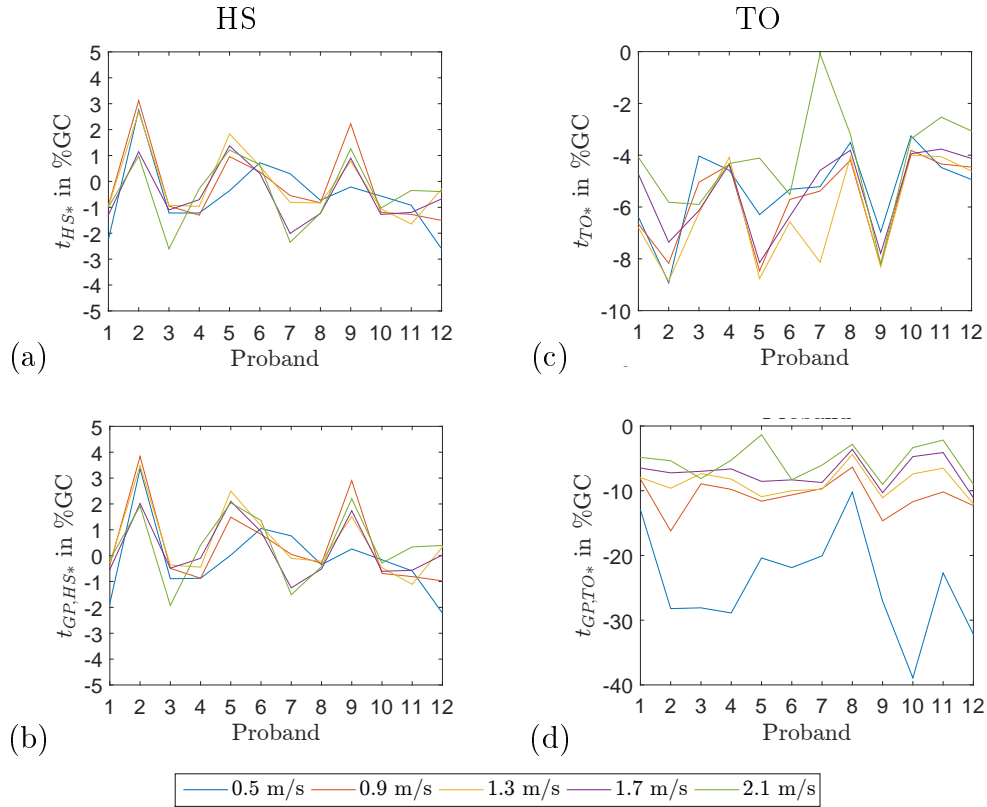 HS
TO
5
4
3
2
1
0
-1
-2
-3
-4
-5
1 2 3 4 5 6 7 8 9 10 11 12
t_{HS*} in %GC
Proband
(a)
0
-2
-4
-6
-8
-10
1 2 3 4 5 6 7 8 9 10 11 12
t_{TO*} in %GC
Proband
(c)
5
4
3
2
1
0
-1
-2
-3
-4
-5
1 2 3 4 5 6 7 8 9 10 11 12
t_{GP,HS*} in %GC
Proband
(b)
0
-10
-20
-30
-40
1 2 3 4 5 6 7 8 9 10 11 12
t_{GP,TO*} in %GC
Proband
(d)
0.5 m/s 0.9 m/s 1.3 m/s 1.7 m/s 2.1 m/s